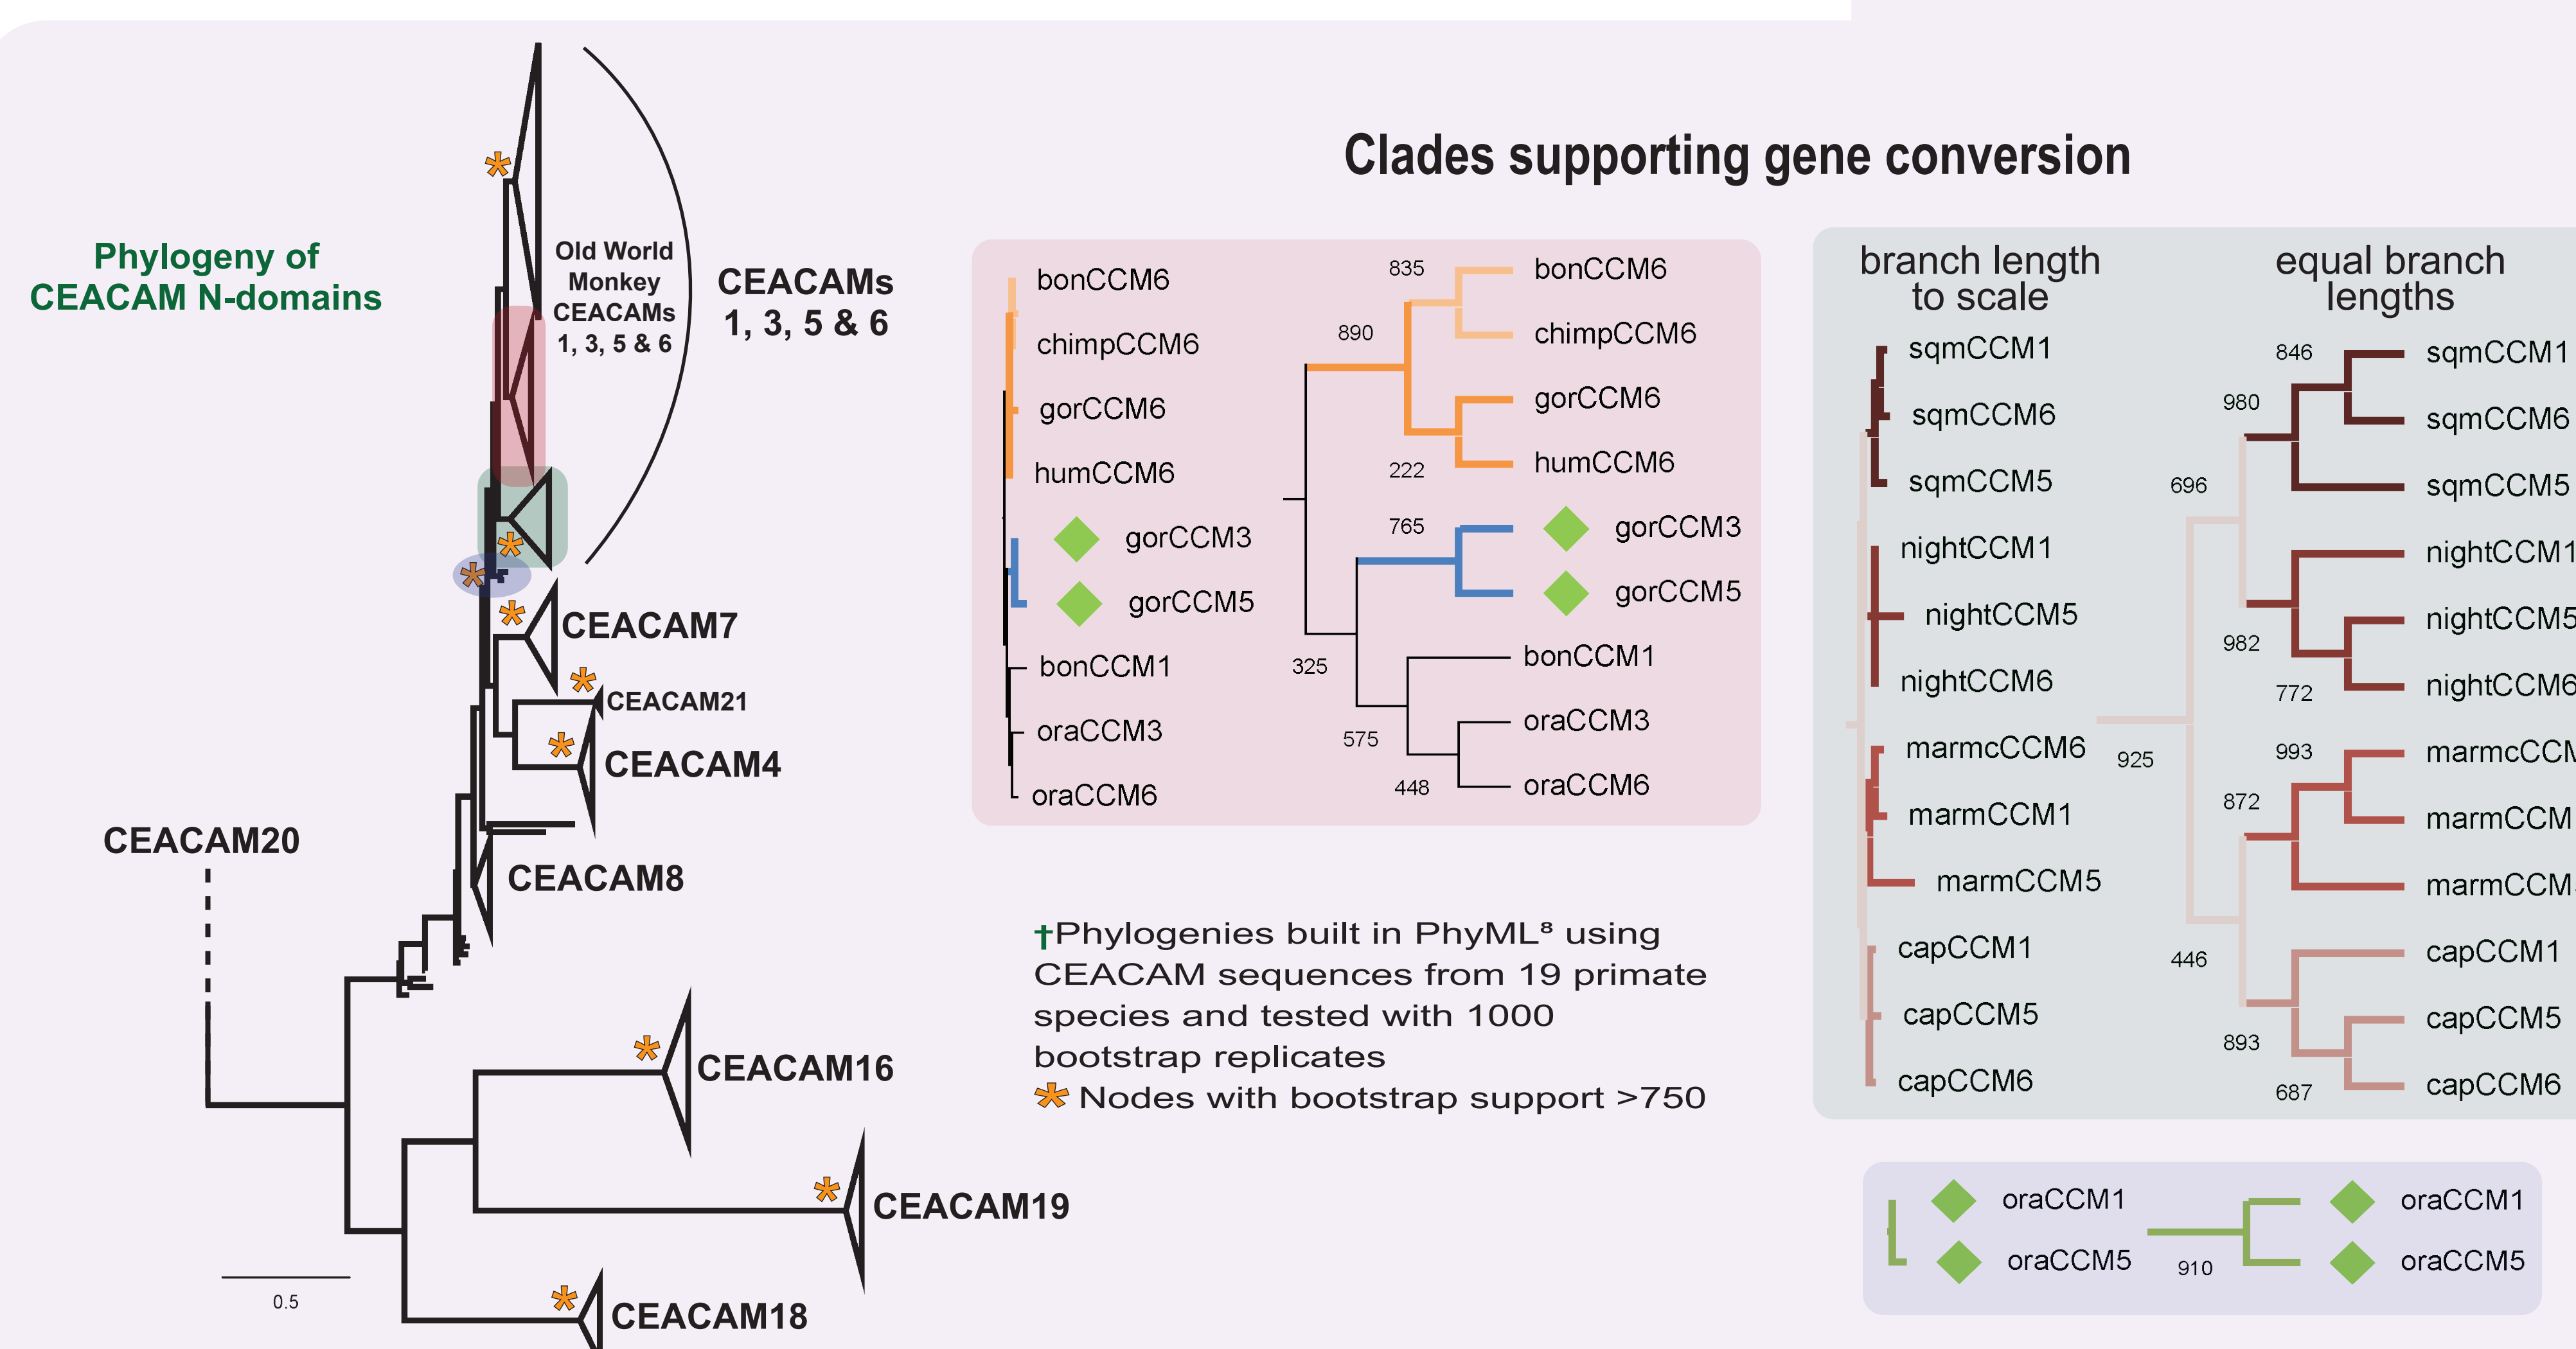 Clades supporting gene conversion
Phylogeny of
CEACAM N-domains
Old World
Monkey
CEACAMs
1, 3, 5 & 6
CEACAMs
1, 3, 5 & 6
CEACAM7
CEACAM21
CEACAM4
CEACAM20
CEACAM8
CEACAM16
CEACAM19
CEACAM18
0.5
bonCCM6
chimpCCM6
gorCCM6
humCCM6
gorCCM3
gorCCM5
bonCCM1
oraCCM3
oraCCM6
835
890
222
765
325
575
448
bonCCM6
chimpCCM6
gorCCM6
humCCM6
gorCCM3
gorCCM5
bonCCM1
oraCCM3
oraCCM6
†Phylogenies built in PhyML⁸ using
CEACAM sequences from 19 primate
species and tested with 1000
bootstrap replicates
* Nodes with bootstrap support >750
branch length
to scale
sqmCCM1
sqmCCM6
sqmCCM5
nightCCM1
nightCCM5
nightCCM6
marmcCCM6
marmCCM1
marmCCM5
capCCM1
capCCM5
capCCM6
equal branch
lengths
846
980
696
982
772
925
993
872
446
893
687
sqmCCM1
sqmCCM6
sqmCCM5
nightCCM1
nightCCM5
nightCCM6
marmcCCM
marmCCM
marmCCM
capCCM1
capCCM5
capCCM6
oraCCM1
oraCCM5
910
oraCCM1
oraCCM5